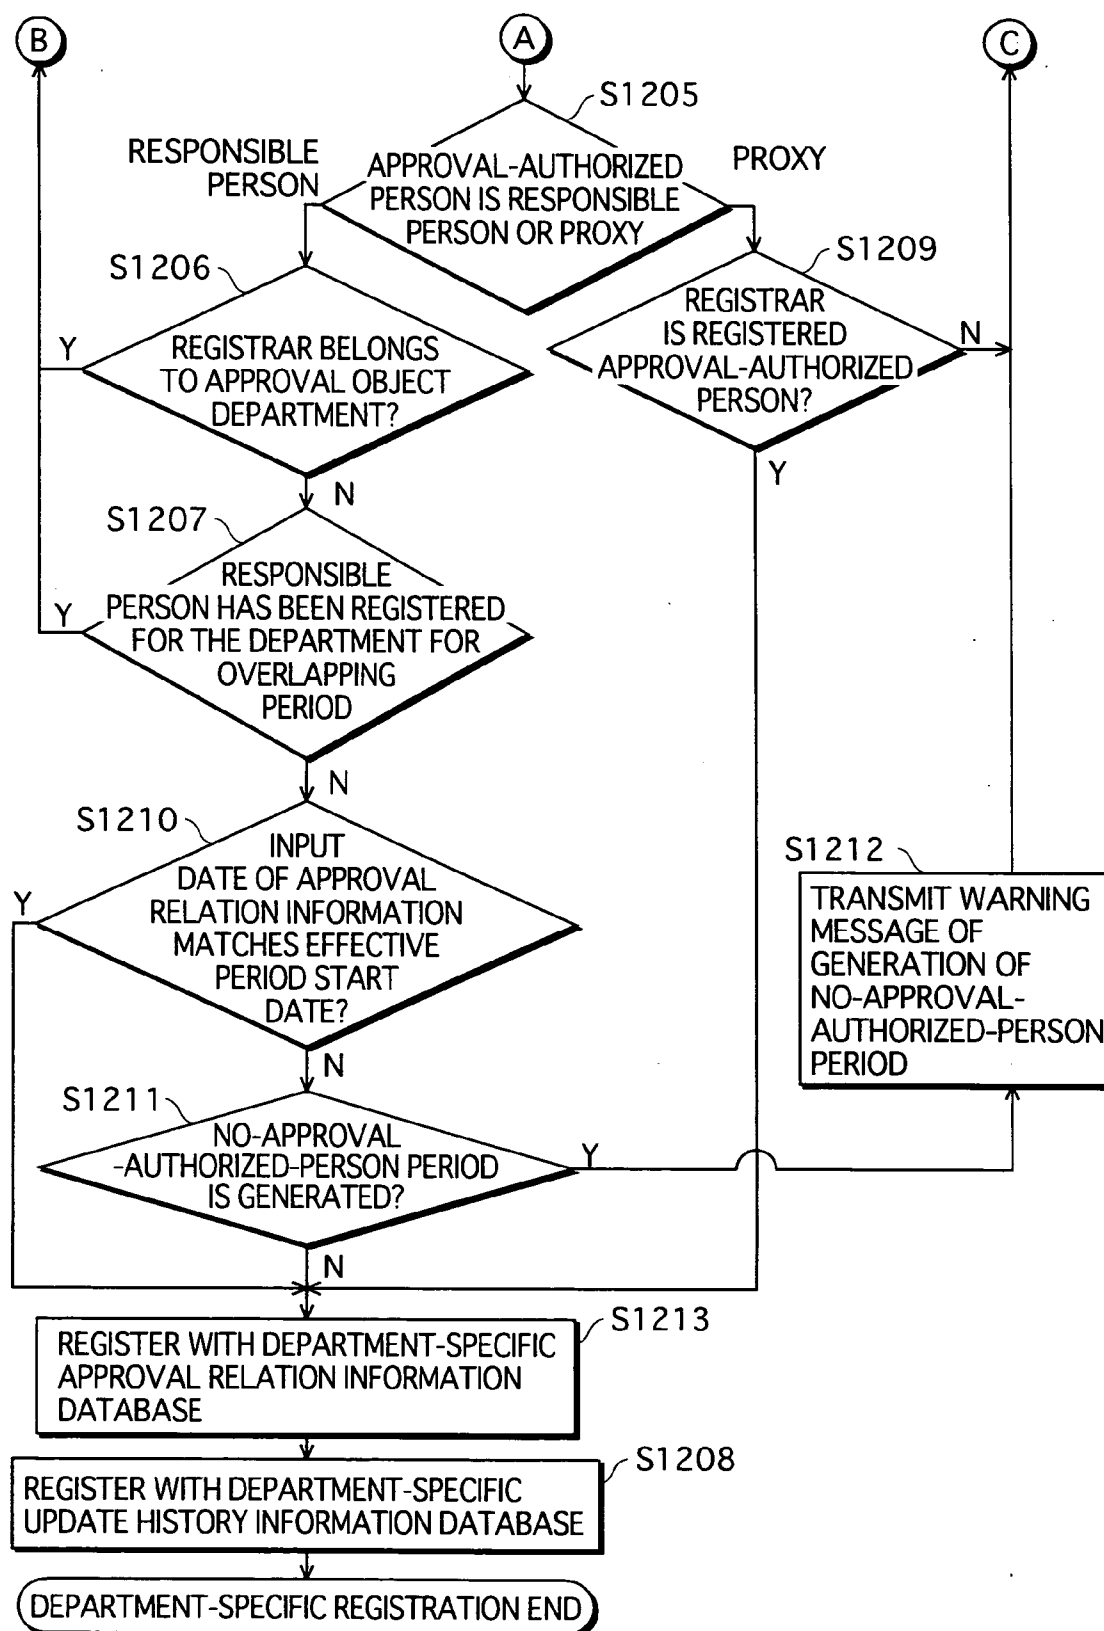 B
A
C
S1205
RESPONSIBLE
PERSON
APPROVAL-AUTHORIZED
PERSON IS RESPONSIBLE
PERSON OR PROXY
PROXY
S1206
S1209
REGISTRAR BELONGS
TO APPROVAL OBJECT
DEPARTMENT?
Y
N
REGISTRAR
IS REGISTERED
APPROVAL-AUTHORIZED
PERSON?
N
Y
S1207
RESPONSIBLE
PERSON HAS BEEN REGISTERED
FOR THE DEPARTMENT FOR
OVERLAPPING
PERIOD
Y
N
S1210
INPUT
DATE OF APPROVAL
RELATION INFORMATION
MATCHES EFFECTIVE
PERIOD START
DATE?
Y
N
S1212
TRANSMIT WARNING
MESSAGE OF
GENERATION OF
NO-APPROVAL-
AUTHORIZED-PERSON
PERIOD
S1211
NO-APPROVAL
-AUTHORIZED-PERSON PERIOD
IS GENERATED?
Y
N
S1213
REGISTER WITH DEPARTMENT-SPECIFIC
APPROVAL RELATION INFORMATION
DATABASE
S1208
REGISTER WITH DEPARTMENT-SPECIFIC
UPDATE HISTORY INFORMATION DATABASE
DEPARTMENT-SPECIFIC REGISTRATION END